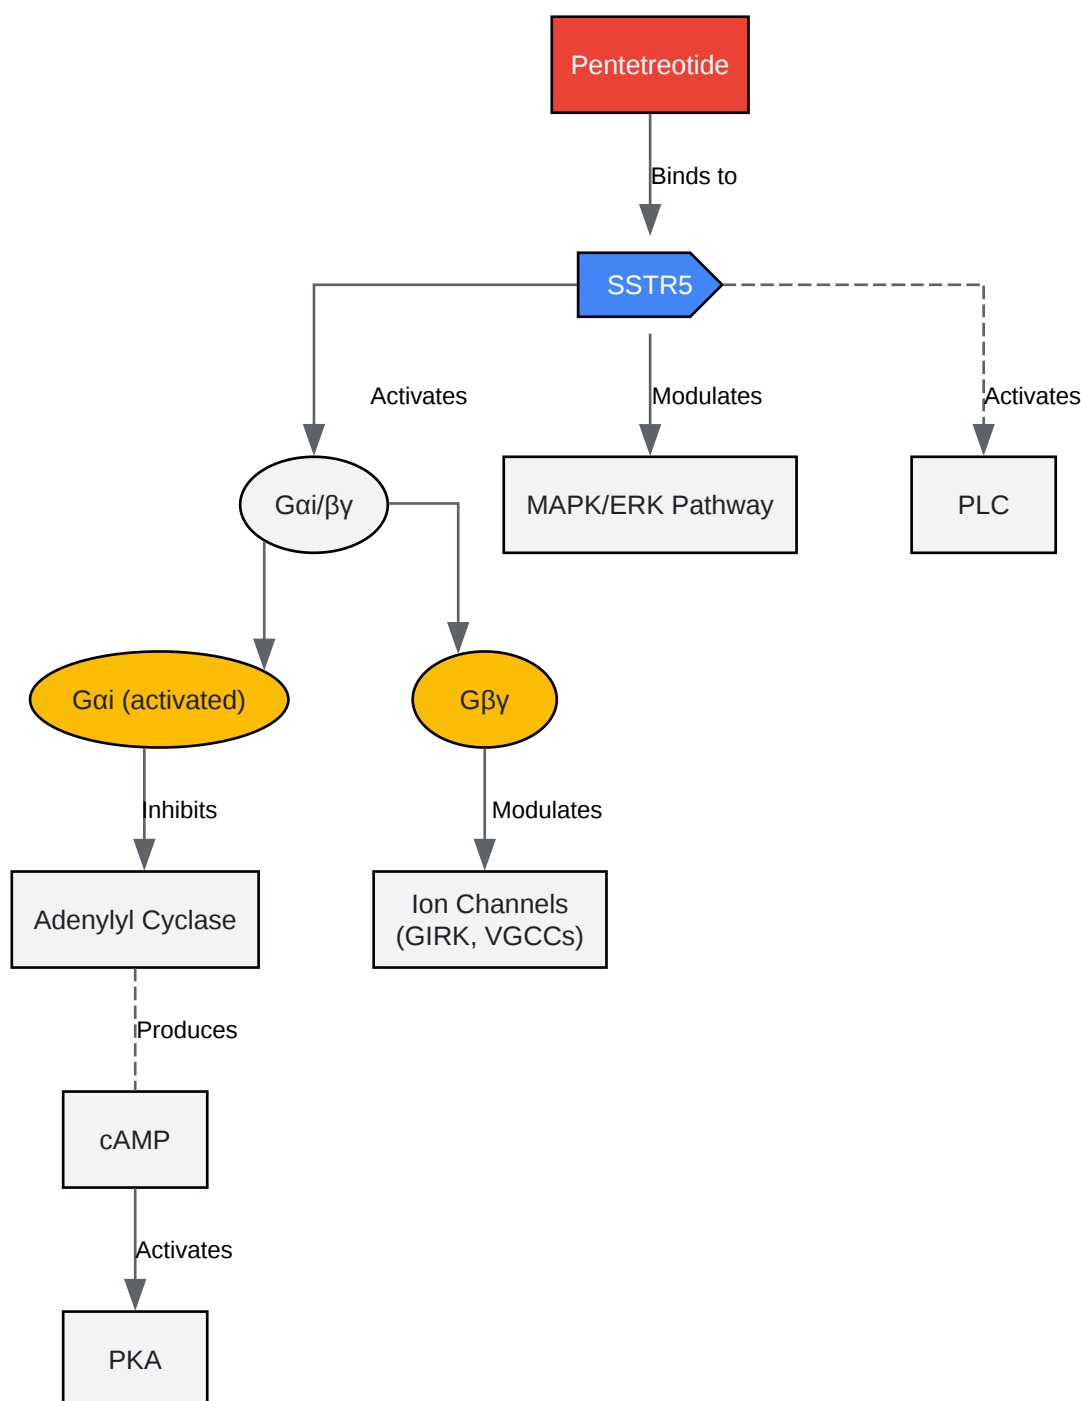 Pentetreotide
Binds to
SSTR5
Activates
Modulates
Activates
Gαi/βγ
MAPK/ERK Pathway
PLC
Gαi (activated)
Gβγ
Inhibits
Modulates
Adenylyl Cyclase
Ion Channels
(GIRK, VGCCs)
Produces
cAMP
Activates
PKA